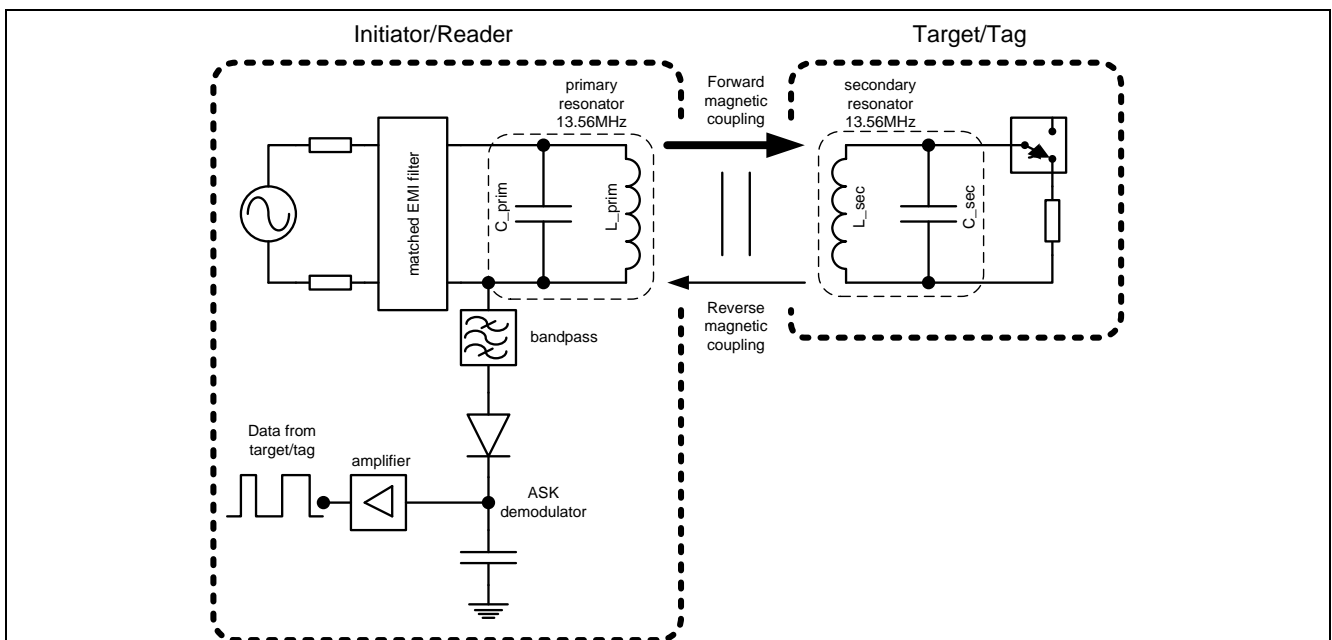 Initiator/Reader
Target/Tag
primary
resonator
13.56MHz
Forward
magnetic
coupling
secondary
resonator
13.56MHz
matched EMI filter
C_prim
L_prim
L_sec
C_sec
Reverse
magnetic
coupling
bandpass
Data from
target/tag
amplifier
ASK
demodulator